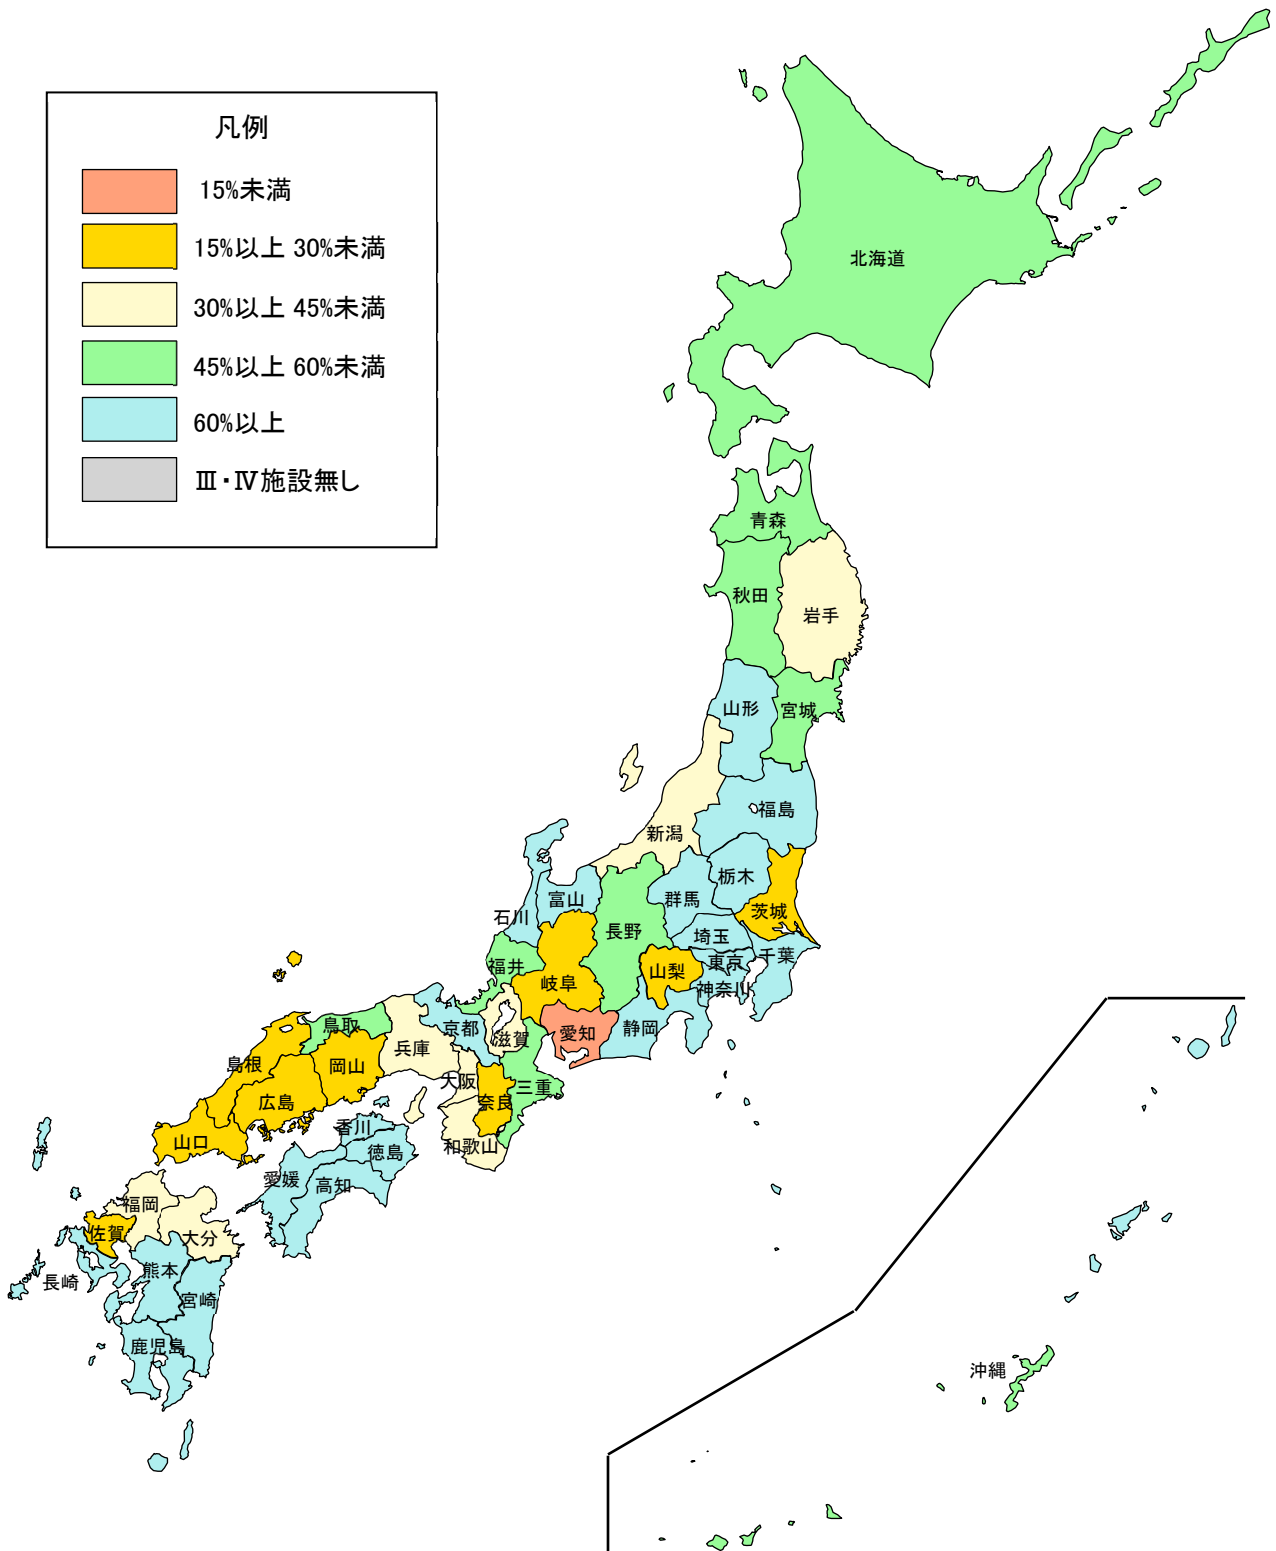 凡例
15%未満
15%以上 30%未満
30%以上 45%未満
45%以上 60%未満
60%以上
Ⅲ・Ⅳ施設無し
北海道
青森
秋田
岩手
山形
宮城
福島
新潟
栃木
群馬
茨城
富山
石川
長野
埼玉
東京
千葉
福井
岐阜
山梨
神奈川
鳥取
京都
滋賀
愛知
静岡
兵庫
島根
岡山
大阪
三重
広島
奈良
香川
山口
和歌山
徳島
愛媛
高知
福岡
佐賀
大分
熊本
長崎
宮崎
鹿児島
沖縄